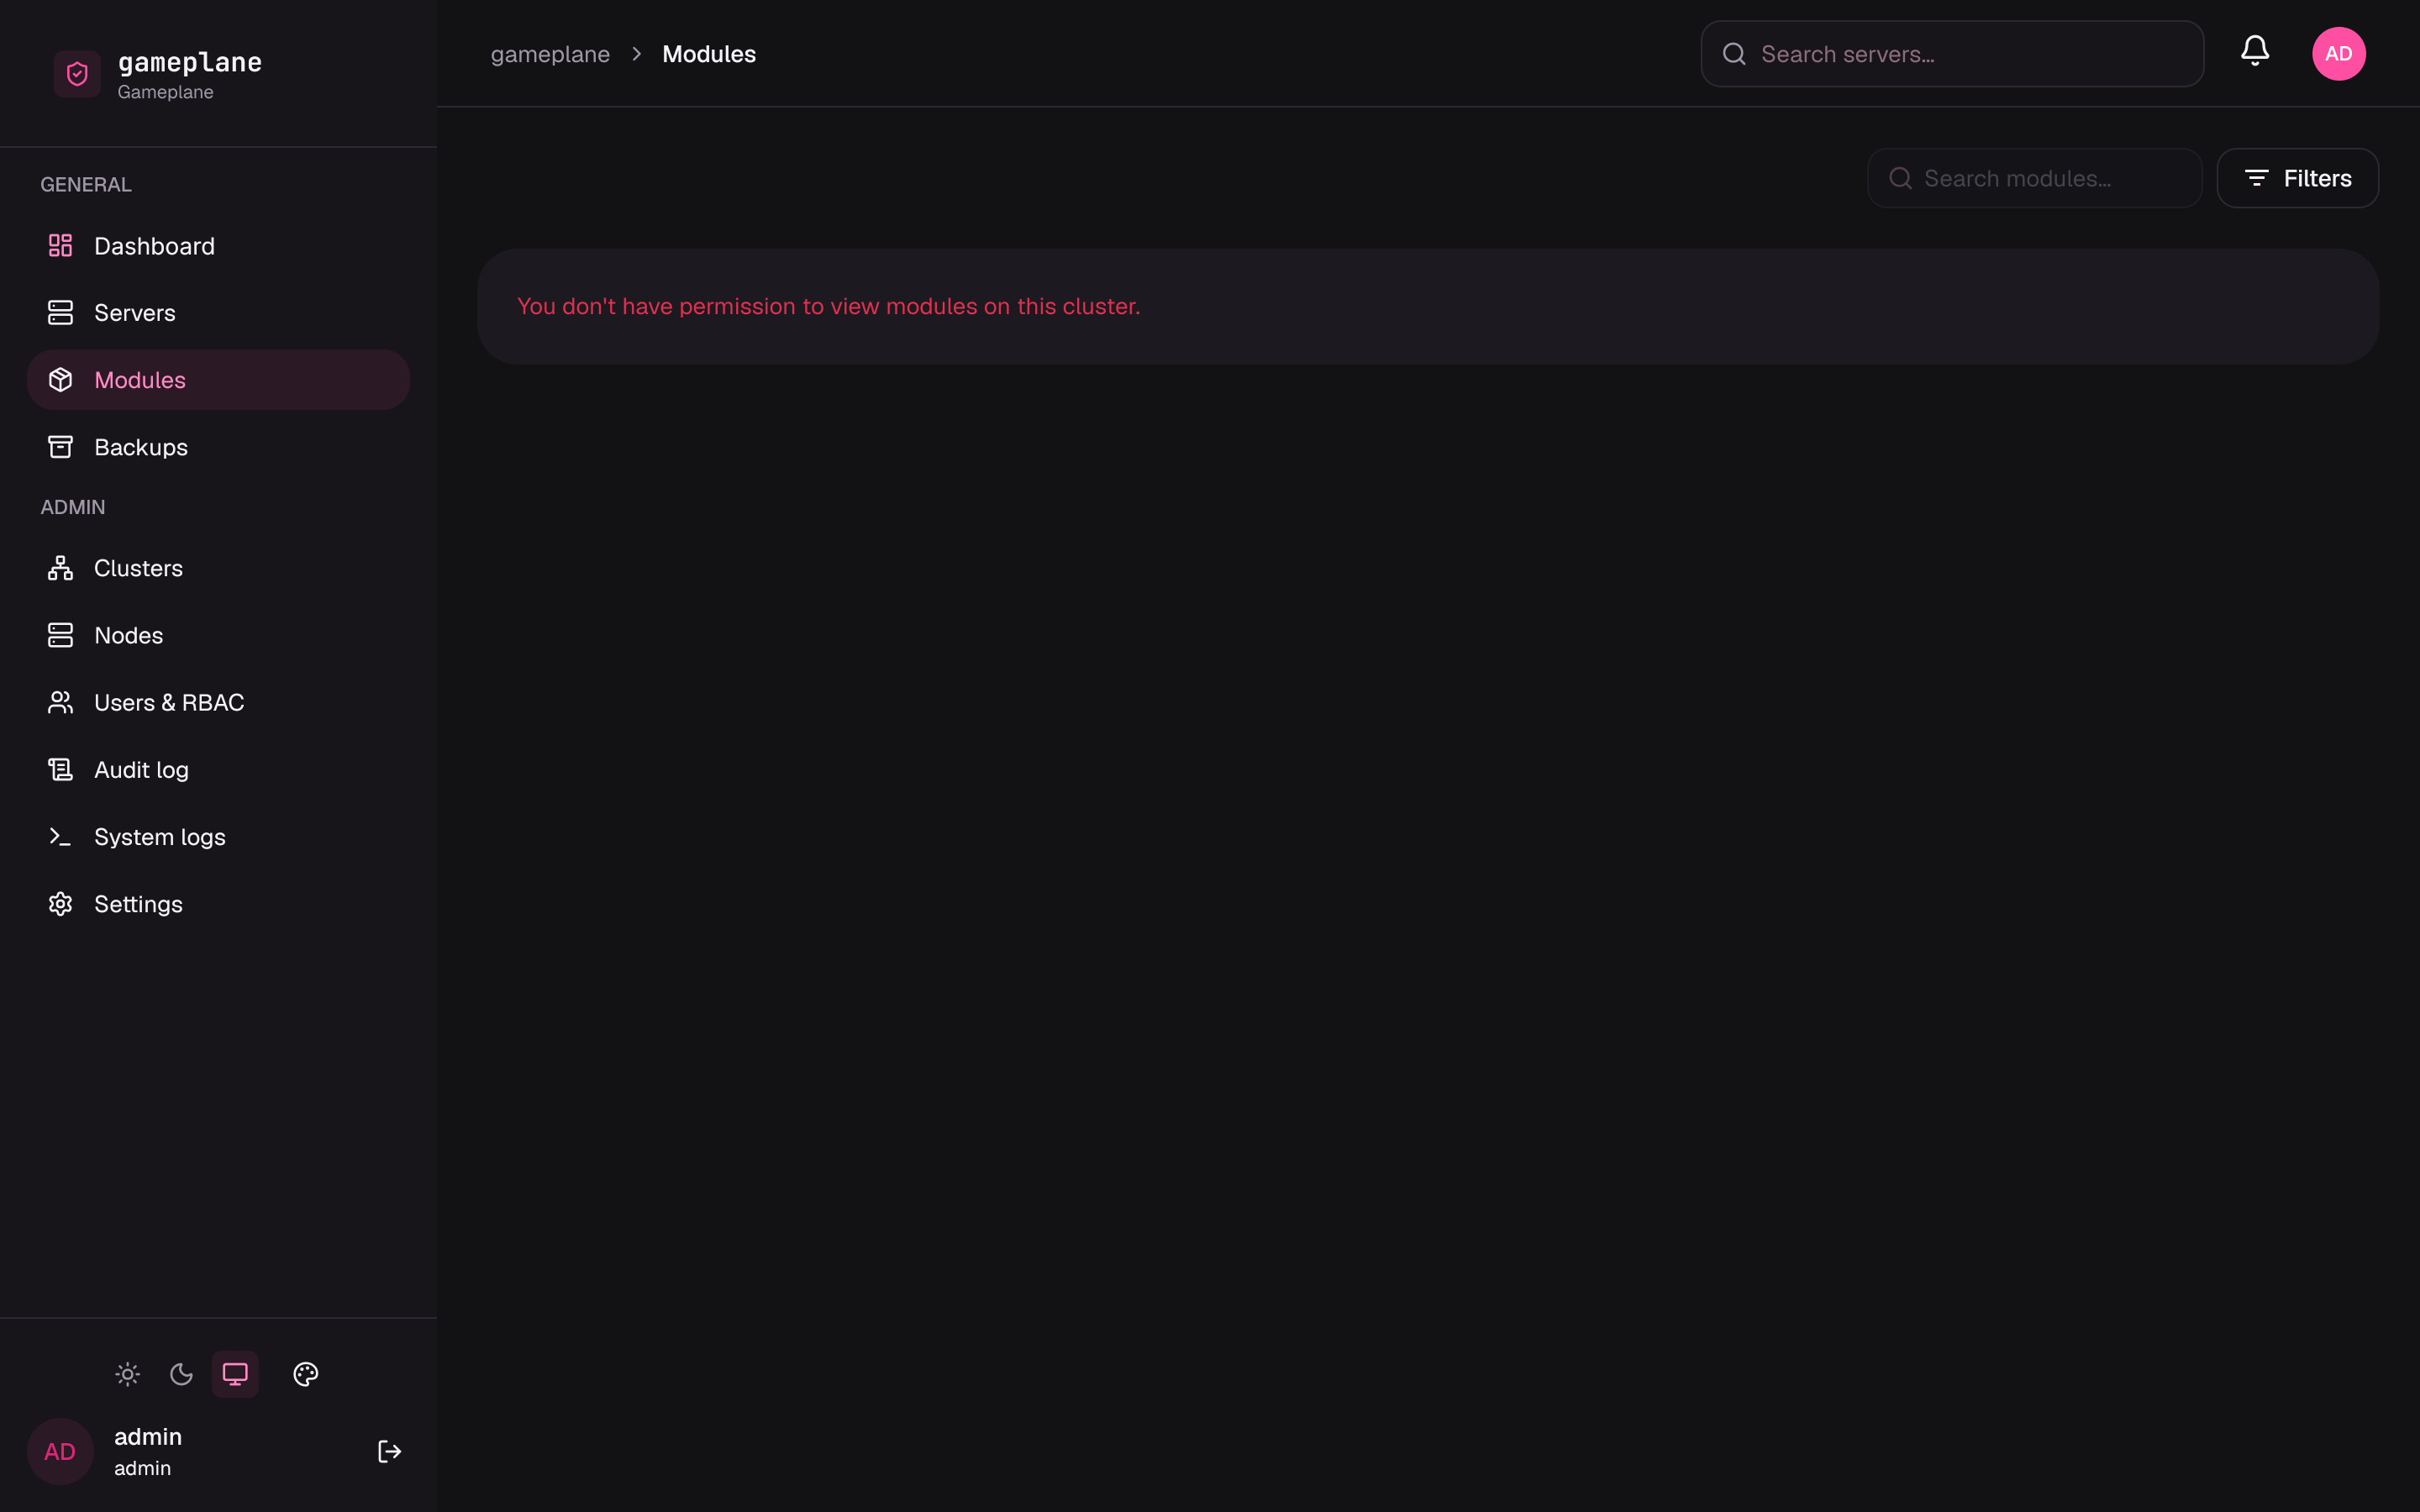 gameplane
Gameplane
gameplane > Modules
Search servers...
AD
GENERAL
Dashboard
Servers
Modules
Backups
ADMIN
Clusters
Nodes
Users & RBAC
Audit log
System logs
Settings
Search modules...
Filters
You don't have permission to view modules on this cluster.
AD
admin
admin